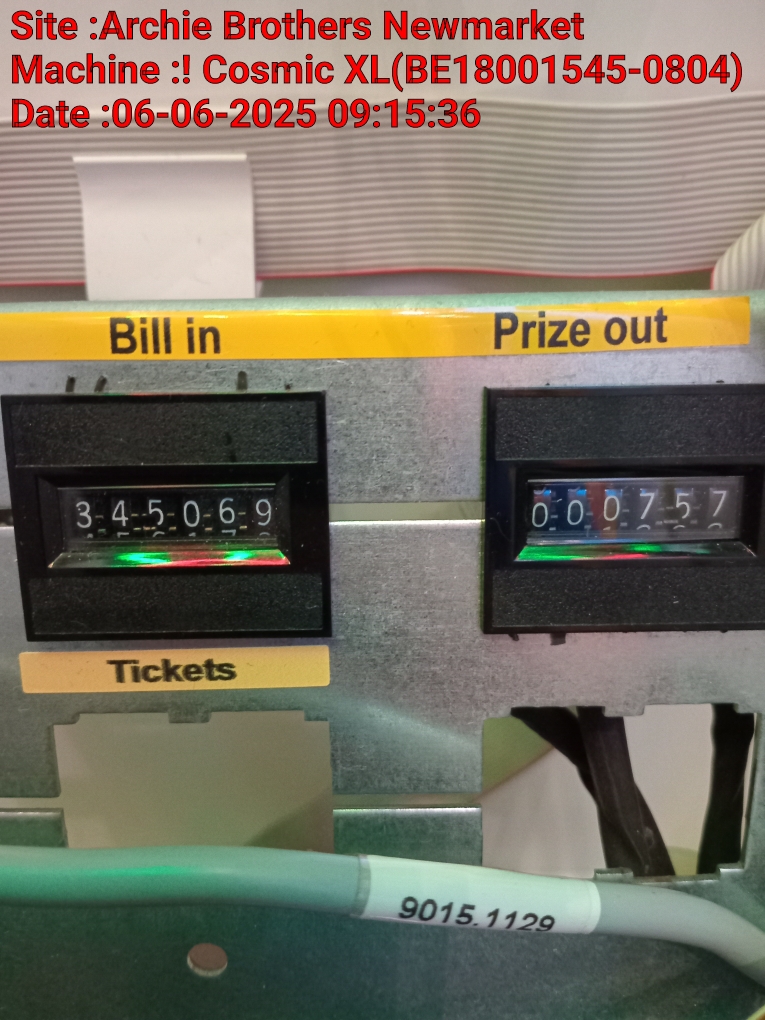 Site :Archie Brothers Newmarket
Machine :! Cosmic XL(BE18001545-0804)
Date :06-06-2025 09:15:36
Bill in
Prize out
345069
000757
Tickets
9015.1129